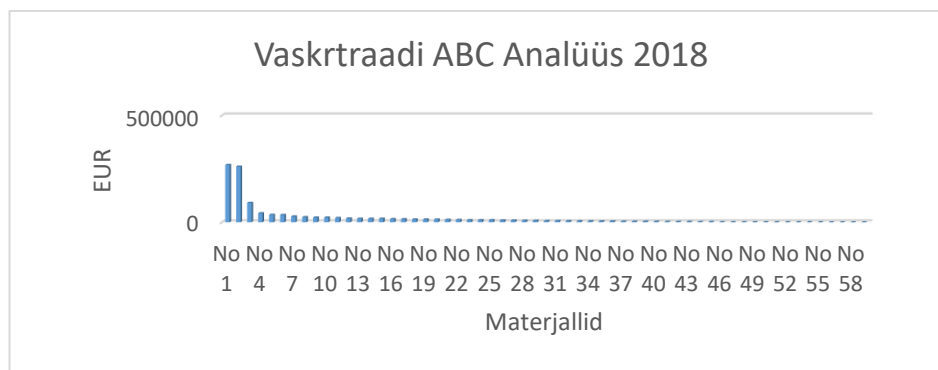 Vaskrtraadi ABC Analüüs 2018
500000
EUR
0
No No No No No No No No No No No No No No No No No No No No
1 4 7 10 13 16 19 22 25 28 31 34 37 40 43 46 49 52 55 58
Materjallid